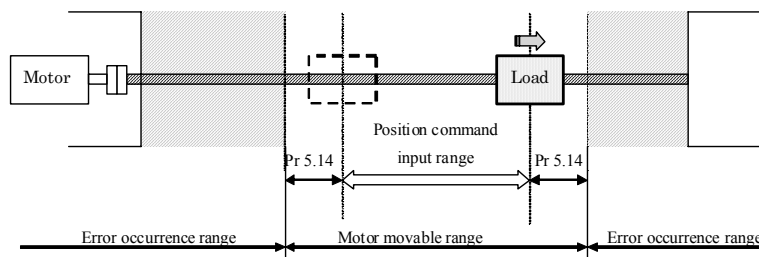 Motor
Load
Position command
input range
Pr 5.14
Pr 5.14
Error occurrence range
Motor movable range
Error occurrence range